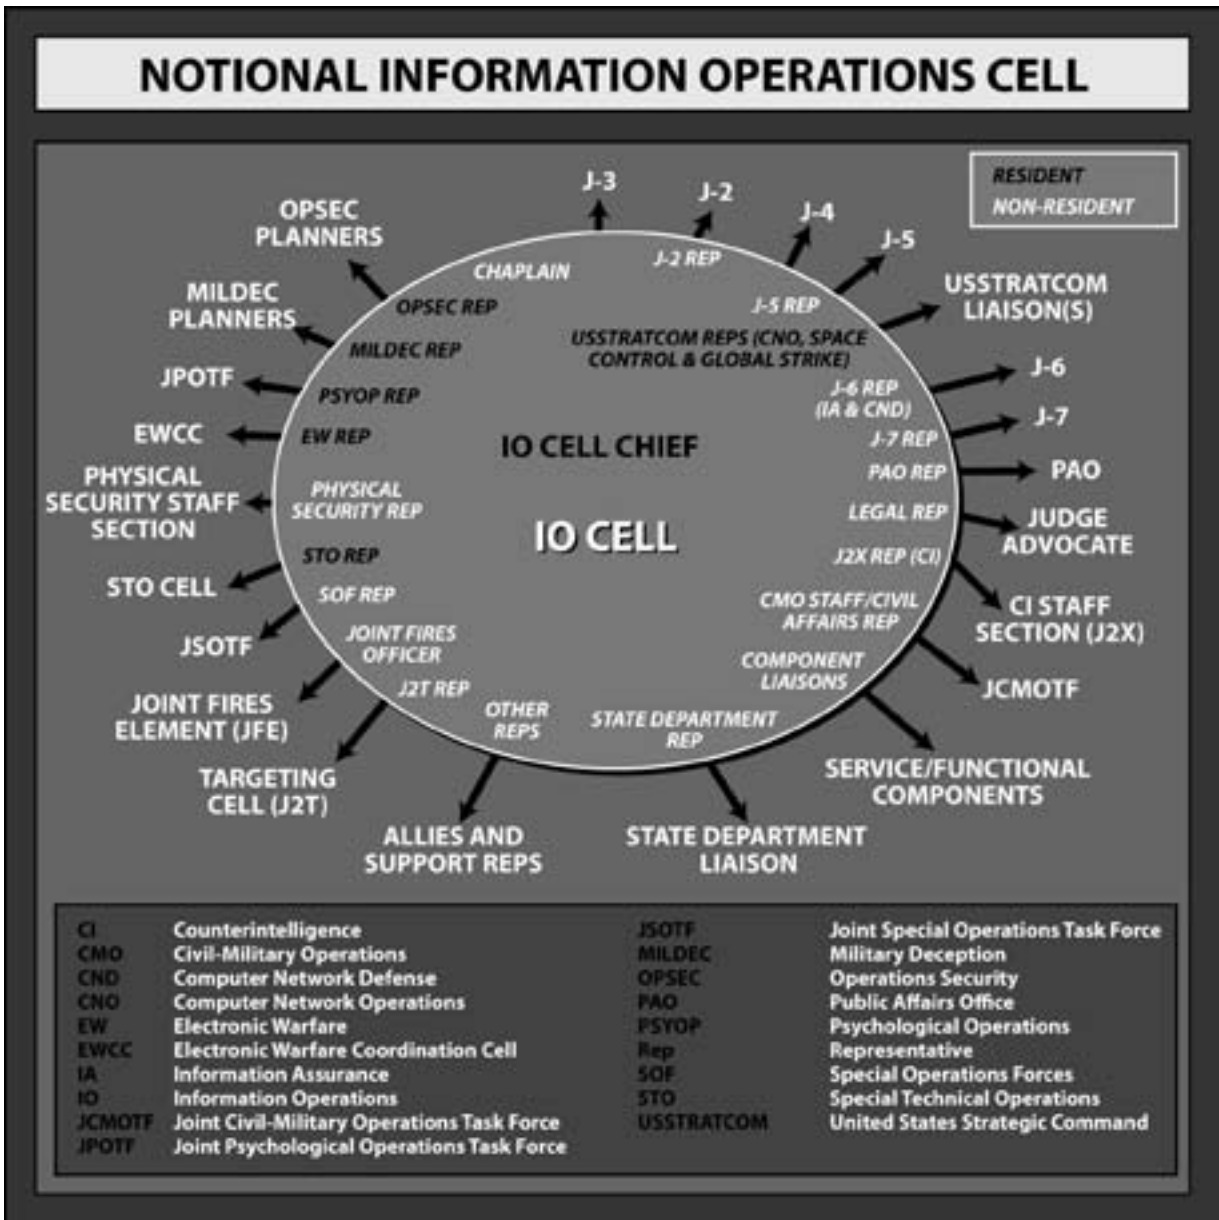 NOTIONAL INFORMATION OPERATIONS CELL
RESIDENT
NON-RESIDENT
J-3
J-2
J-4
J-5
OPSEC
PLANNERS
MILDEC
PLANNERS
JPOTF
EWCC
PHYSICAL
SECURITY STAFF
SECTION
STO CELL
JSOTF
JOINT FIRES
ELEMENT (JFE)
TARGETING
CELL (J2T)
ALLIES AND
SUPPORT REPS
STATE DEPARTMENT
LIAISON
SERVICE/FUNCTIONAL
COMPONENTS
JCMOTF
CI STAFF
SECTION (J2X)
JUDGE
ADVOCATE
PAO
J-7
J-6
USSTRATCOM
LIAISON(S)
CHAPLAIN
J-2 REP
OPSEC REP
J-5 REP
MILDEC REP
USSTRATCOM REPS (CNO, SPACE
CONTROL & GLOBAL STRIKE)
PSYOP REP
J-6 REP
(IA & CND)
EW REP
J-7 REP
IO CELL CHIEF
PAO REP
PHYSICAL
SECURITY REP
LEGAL REP
IO CELL
STO REP
J2X REP (CI)
SOF REP
CMO STAFF/CIVIL
AFFAIRS REP
JOINT FIRES
OFFICER
COMPONENT
LIAISONS
J2T REP
OTHER
REPS
STATE DEPARTMENT
REP
CI Counterintelligence
CMO Civil-Military Operations
CND Computer Network Defense
CNO Computer Network Operations
EW Electronic Warfare
EWCC Electronic Warfare Coordination Cell
IA Information Assurance
IO Information Operations
JCMOTF Joint Civil-Military Operations Task Force
JPOTF Joint Psychological Operations Task Force
JSOTF Joint Special Operations Task Force
MILDEC Military Deception
OPSEC Operations Security
PAO Public Affairs Office
PSYOP Psychological Operations
Rep Representative
SOF Special Operations Forces
STO Special Technical Operations
USSTRATCOM United States Strategic Command